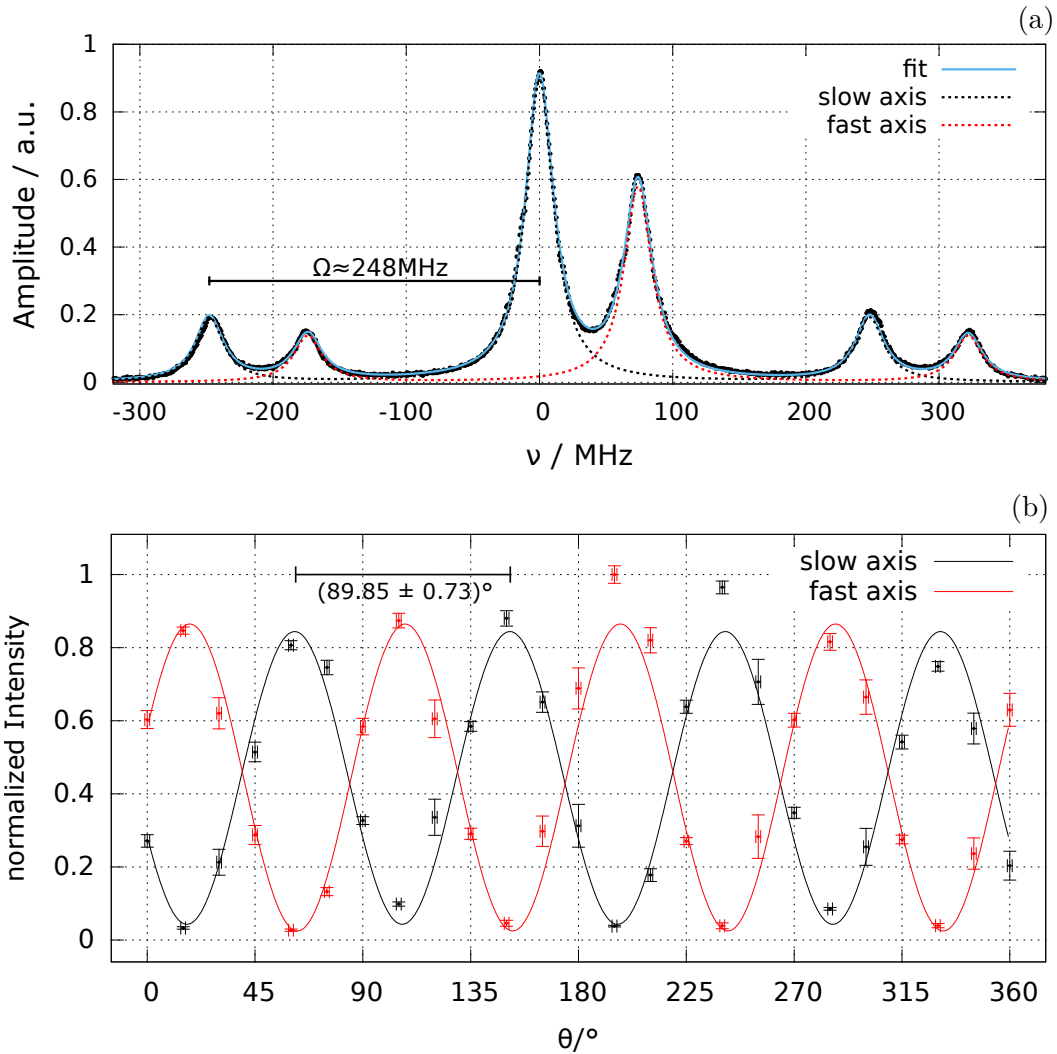 (a)
Amplitude / a.u.
1
0.8
0.6
0.4
0.2
0
fit
slow axis
fast axis
Ω≈248MHz
-300 -200 -100 0 100 200 300
ν / MHz
(b)
normalized Intensity
1
0.8
0.6
0.4
0.2
0
slow axis
fast axis
(89.85 ± 0.73)°
0 45 90 135 180 225 270 315 360
θ/°